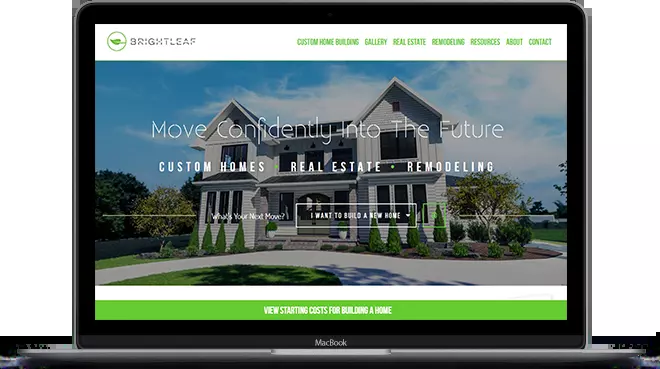 BRIGHTLEAF
CUSTOM HOME BUILDING GALLERY REAL ESTATE REMODELING RESOURCES ABOUT CONTACT
Move Confidently Into The Future
CUSTOM HOMES • REAL ESTATE • REMODELING
What's Your Next Move? I WANT TO BUILD A NEW HOME
VIEW STARTING COSTS FOR BUILDING A HOME
MacBook